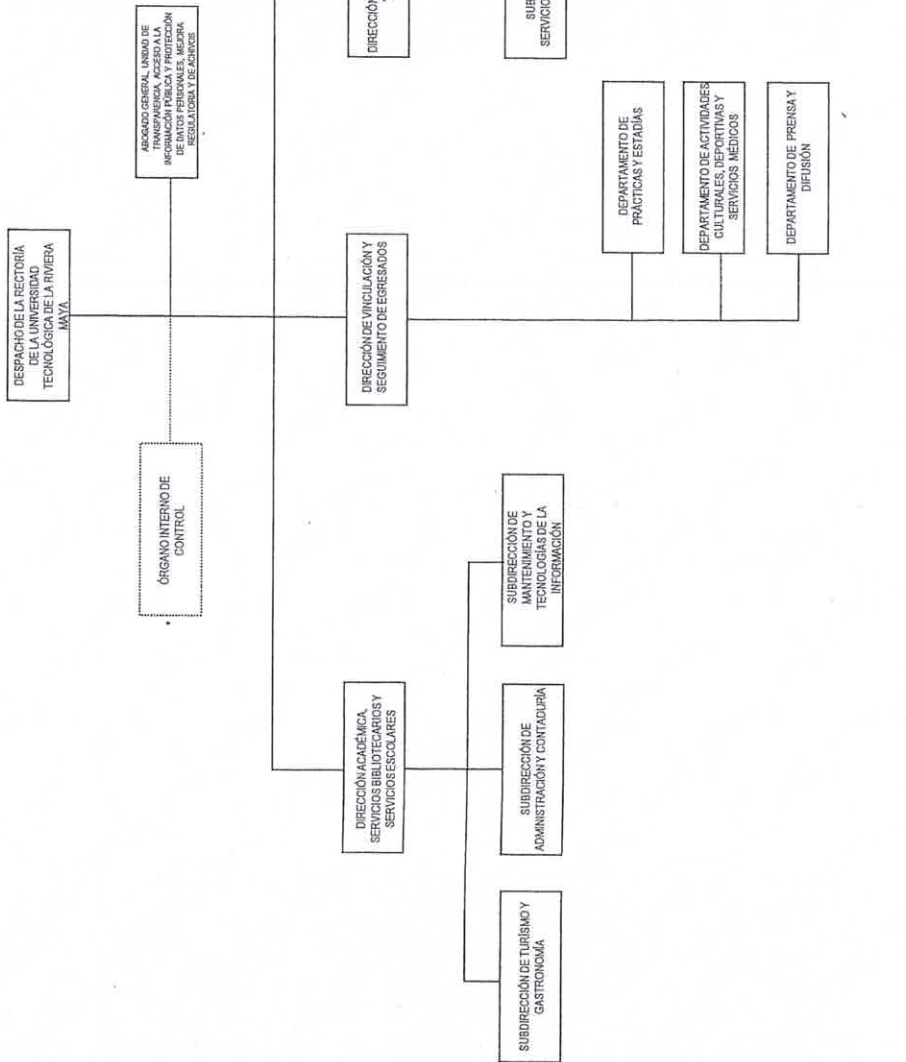 DESPACHO DE LA RECTORÍA
DE LA UNIVERSIDAD
TECNOLÓGICA DE LA RIVIERA
MAYA
ÓRGANO INTERNO DE
CONTROL
*
ABOGADO GENERAL, UNIDAD DE
TRANSPARENCIA, ACCESO A LA
INFORMACIÓN PÚBLICA Y PROTECCIÓN
DE DATOS PERSONALES, MEJORA
REGULATORIA Y DE ACHIVOS
DIRECCIÓN ACADÉMICA,
SERVICIOS BIBLIOTECARIOS Y
SERVICIOS ESCOLARES
DIRECCIÓN DE VINCULACIÓN Y
SEGUIMIENTO DE EGRESADOS
DIRECCIÓN
SUBDIRECCIÓN DE TURÍSMO Y
GASTRONOMÍA
SUBDIRECCIÓN DE
ADMINISTRACIÓN Y CONTADURÍA
SUBDIRECCIÓN DE
MANTENIMIENTO Y
TECNOLOGÍAS DE LA
INFORMACIÓN
SUB
SERVICIO
DEPARTAMENTO DE
PRÁCTICAS Y ESTADÍAS
DEPARTAMENTO DE ACTIVIDADES
CULTURALES, DEPORTIVAS Y
SERVICIOS MÉDICOS
DEPARTAMENTO DE PRENSA Y
DIFUSIÓN